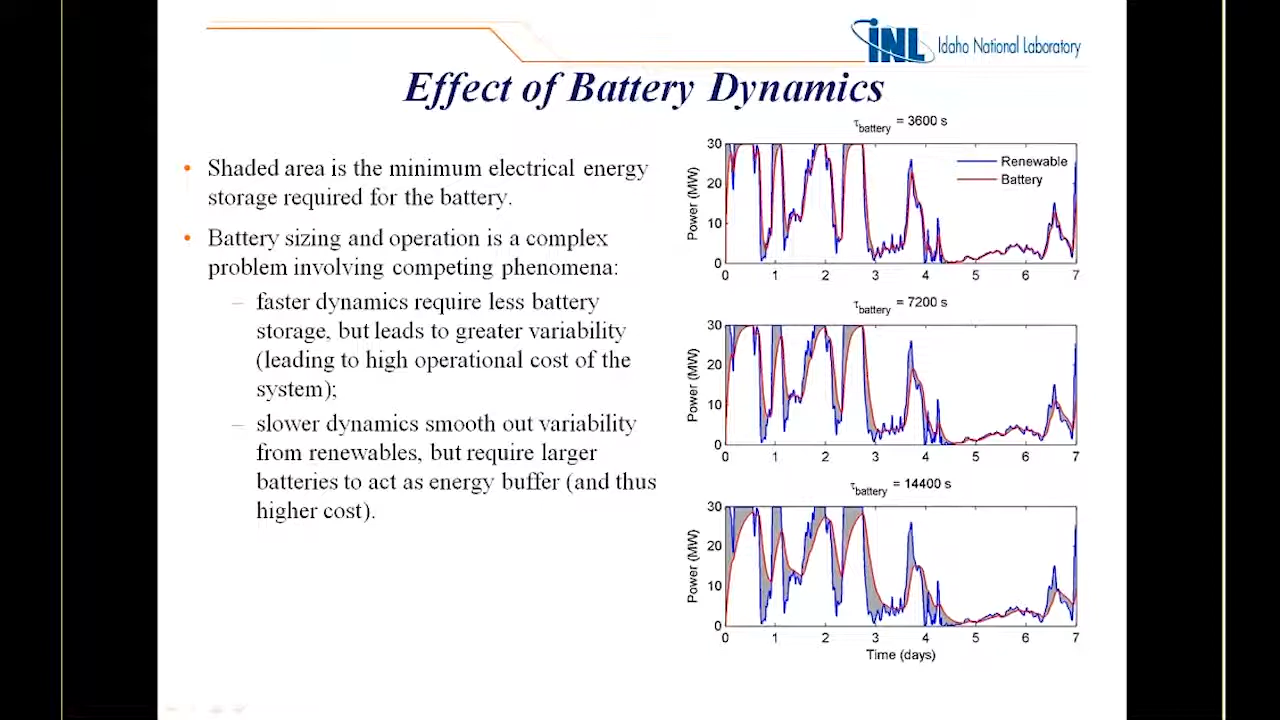 INL Idaho National Laboratory
Effect of Battery Dynamics
• Shaded area is the minimum electrical energy
storage required for the battery.
• Battery sizing and operation is a complex
problem involving competing phenomena:
– faster dynamics require less battery
storage, but leads to greater variability
(leading to high operational cost of the
system);
– slower dynamics smooth out variability
from renewables, but require larger
batteries to act as energy buffer (and thus
higher cost).
τbattery = 3600 s
30
20
10
0
Power (MW)
Renewable
Battery
0 1 2 3 4 5 6 7
τbattery = 7200 s
30
20
10
0
Power (MW)
0 1 2 3 4 5 6 7
τbattery = 14400 s
30
20
10
0
Power (MW)
0 1 2 3 4 5 6 7
Time (days)